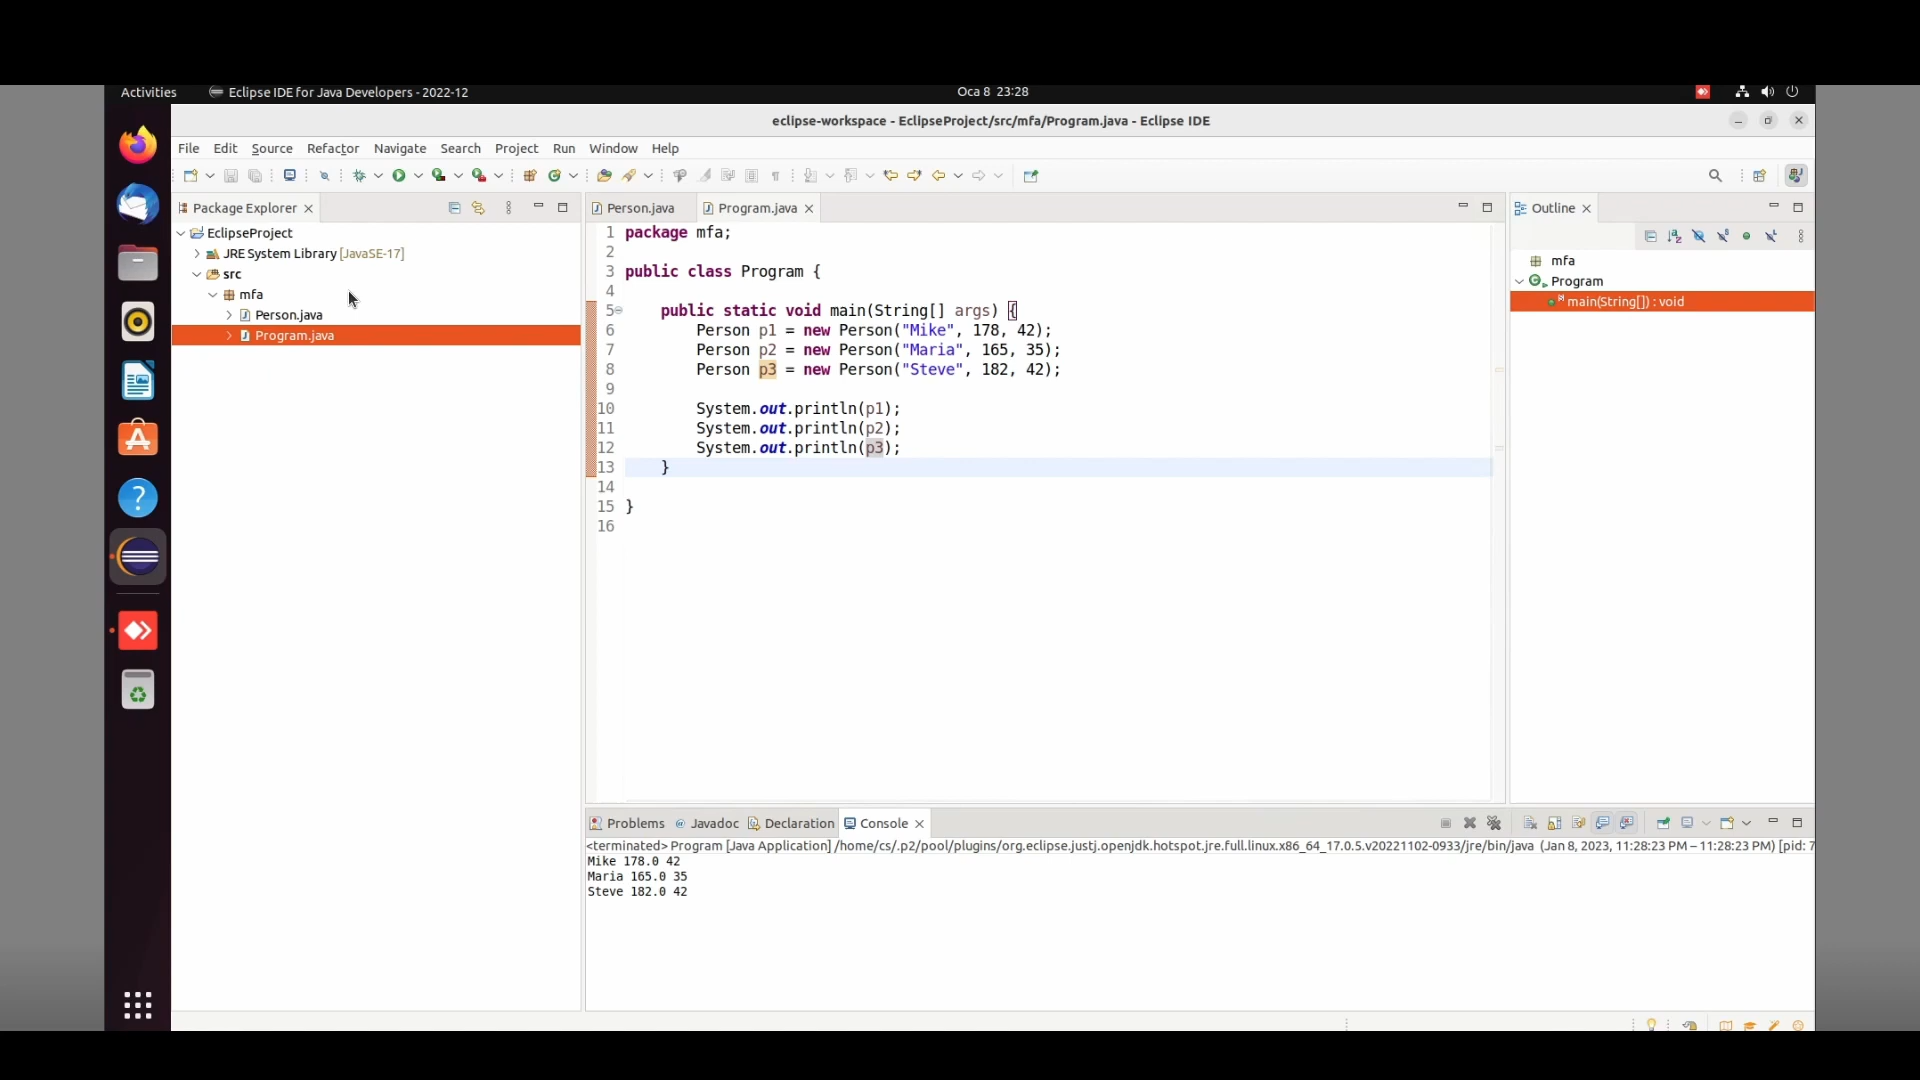 Activities
Eclipse IDE for Java Developers - 2022-12
Oca 8 23:28
eclipse-workspace - EclipseProject/src/mfa/Program.java - Eclipse IDE
File Edit Source Refactor Navigate Search Project Run Window Help
Package Explorer
EclipseProject
JRE System Library [JavaSE-17]
src
mfa
Person.java
Program.java
Person.java
Program.java
1 package mfa;
2
3 public class Program {
4
5 public static void main(String[] args) {
6 Person p1 = new Person("Mike", 178, 42);
7 Person p2 = new Person("Maria", 165, 35);
8 Person p3 = new Person("Steve", 182, 42);
9
10 System.out.println(p1);
11 System.out.println(p2);
12 System.out.println(p3);
13 }
14
15 }
16
Outline
mfa
Program
main(String[]) : void
Problems
Javadoc
Declaration
Console
<terminated> Program [Java Application] /home/cs/.p2/pool/plugins/org.eclipse.justj.openjdk.hotspot.jre.full.linux.x86_64_17.0.5.v20221102-0933/jre/bin/java (Jan 8, 2023, 11:28:23 PM – 11:28:23 PM) [pid: 7
Mike 178.0 42
Maria 165.0 35
Steve 182.0 42